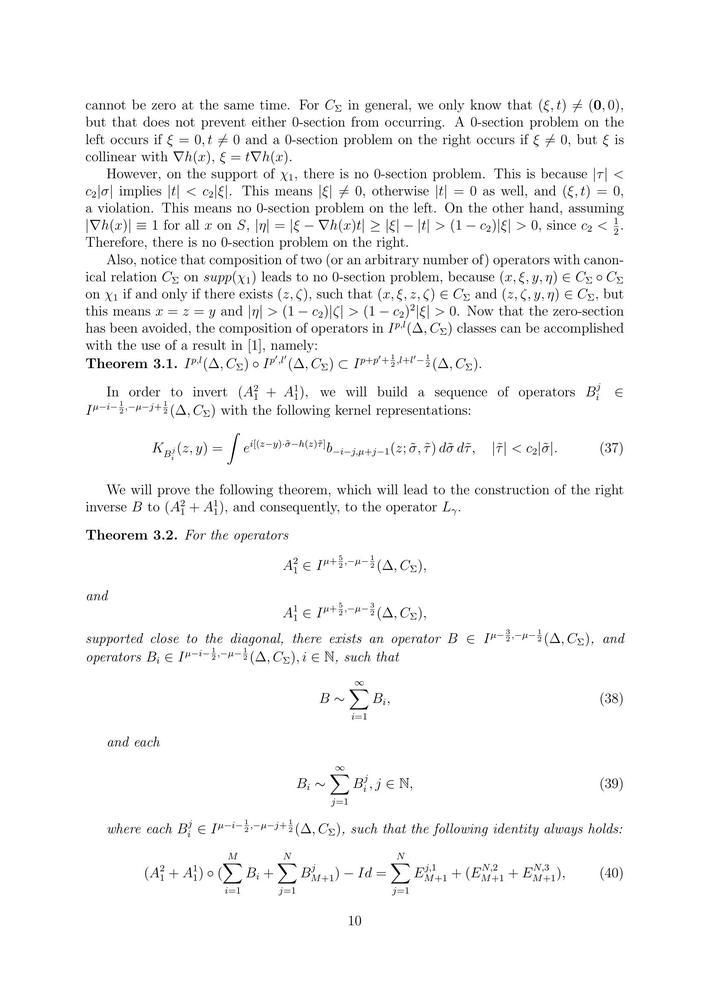 cannot be zero at the same time. For $C_\Sigma$ in general, we only know that $(\xi, t) \neq (\mathbf{0}, 0)$,
but that does not prevent either 0-section from occurring. A 0-section problem on the
left occurs if $\xi = 0, t \neq 0$ and a 0-section problem on the right occurs if $\xi \neq 0$, but $\xi$ is
collinear with $\nabla h(x)$, $\xi = t\nabla h(x)$.
However, on the support of $\chi_1$, there is no 0-section problem. This is because $|\tau| <$
$c_2|\sigma|$ implies $|t| < c_2|\xi|$. This means $|\xi| \neq 0$, otherwise $|t| = 0$ as well, and $(\xi, t) = 0$,
a violation. This means no 0-section problem on the left. On the other hand, assuming
$|\nabla h(x)| \equiv 1$ for all $x$ on $S$, $|\eta| = |\xi - \nabla h(x)t| \geq |\xi| - |t| > (1 - c_2)|\xi| > 0$, since $c_2 < \frac{1}{2}$.
Therefore, there is no 0-section problem on the right.
Also, notice that composition of two (or an arbitrary number of) operators with canon-
ical relation $C_\Sigma$ on $supp(\chi_1)$ leads to no 0-section problem, because $(x, \xi, y, \eta) \in C_\Sigma \circ C_\Sigma$
on $\chi_1$ if and only if there exists $(z, \zeta)$, such that $(x, \xi, z, \zeta) \in C_\Sigma$ and $(z, \zeta, y, \eta) \in C_\Sigma$, but
this means $x = z = y$ and $|\eta| > (1 - c_2)|\zeta| > (1 - c_2)^2|\xi| > 0$. Now that the zero-section
has been avoided, the composition of operators in $I^{p,l}(\Delta, C_\Sigma)$ classes can be accomplished
with the use of a result in [1], namely:
**Theorem 3.1.** $I^{p,l}(\Delta, C_\Sigma) \circ I^{p',l'}(\Delta, C_\Sigma) \subset I^{p+p'+\frac{1}{2},l+l'-\frac{1}{2}}(\Delta, C_\Sigma)$.
In order to invert $(A_1^2 + A_1^1)$, we will build a sequence of operators $B_i^j \in$
$I^{\mu-i-\frac{1}{2},-\mu-j+\frac{1}{2}}(\Delta, C_\Sigma)$ with the following kernel representations:
$$K_{B_i^j}(z, y) = \int e^{i[(z-y)\cdot\tilde{\sigma}-h(z)\tilde{\tau}]} b_{-i-j,\mu+j-1}(z; \tilde{\sigma}, \tilde{\tau})\, d\tilde{\sigma}\, d\tilde{\tau}, \quad |\tilde{\tau}| < c_2|\tilde{\sigma}|. \quad (37)$$
We will prove the following theorem, which will lead to the construction of the right
inverse $B$ to $(A_1^2 + A_1^1)$, and consequently, to the operator $L_\gamma$.
**Theorem 3.2.** *For the operators*
$$A_1^2 \in I^{\mu+\frac{5}{2},-\mu-\frac{1}{2}}(\Delta, C_\Sigma),$$
*and*
$$A_1^1 \in I^{\mu+\frac{5}{2},-\mu-\frac{3}{2}}(\Delta, C_\Sigma),$$
*supported close to the diagonal, there exists an operator* $B \in I^{\mu-\frac{3}{2},-\mu-\frac{1}{2}}(\Delta, C_\Sigma)$, *and*
*operators* $B_i \in I^{\mu-i-\frac{1}{2},-\mu-\frac{1}{2}}(\Delta, C_\Sigma), i \in \mathbb{N}$, *such that*
$$B \sim \sum_{i=1}^{\infty} B_i, \quad (38)$$
*and each*
$$B_i \sim \sum_{j=1}^{\infty} B_i^j, j \in \mathbb{N}, \quad (39)$$
*where each* $B_i^j \in I^{\mu-i-\frac{1}{2},-\mu-j+\frac{1}{2}}(\Delta, C_\Sigma)$, *such that the following identity always holds:*
$$(A_1^2 + A_1^1) \circ (\sum_{i=1}^{M} B_i + \sum_{j=1}^{N} B_{M+1}^j) - Id = \sum_{j=1}^{N} E_{M+1}^{j,1} + (E_{M+1}^{N,2} + E_{M+1}^{N,3}), \quad (40)$$
10